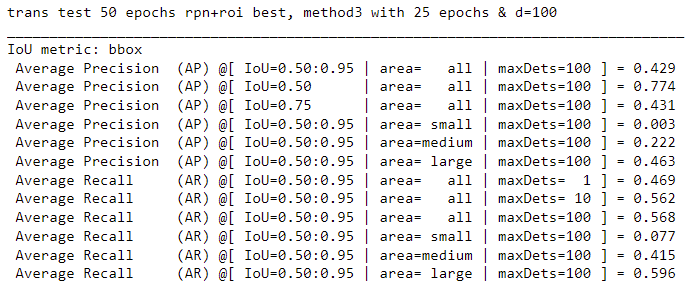 trans test 50 epochs rpn+roi best, method3 with 25 epochs & d=100
IoU metric: bbox
 Average Precision  (AP) @[ IoU=0.50:0.95 | area=   all | maxDets=100 ] = 0.429
 Average Precision  (AP) @[ IoU=0.50      | area=   all | maxDets=100 ] = 0.774
 Average Precision  (AP) @[ IoU=0.75      | area=   all | maxDets=100 ] = 0.431
 Average Precision  (AP) @[ IoU=0.50:0.95 | area= small | maxDets=100 ] = 0.003
 Average Precision  (AP) @[ IoU=0.50:0.95 | area=medium | maxDets=100 ] = 0.222
 Average Precision  (AP) @[ IoU=0.50:0.95 | area= large | maxDets=100 ] = 0.463
 Average Recall     (AR) @[ IoU=0.50:0.95 | area=   all | maxDets=  1 ] = 0.469
 Average Recall     (AR) @[ IoU=0.50:0.95 | area=   all | maxDets= 10 ] = 0.562
 Average Recall     (AR) @[ IoU=0.50:0.95 | area=   all | maxDets=100 ] = 0.568
 Average Recall     (AR) @[ IoU=0.50:0.95 | area= small | maxDets=100 ] = 0.077
 Average Recall     (AR) @[ IoU=0.50:0.95 | area=medium | maxDets=100 ] = 0.415
 Average Recall     (AR) @[ IoU=0.50:0.95 | area= large | maxDets=100 ] = 0.596